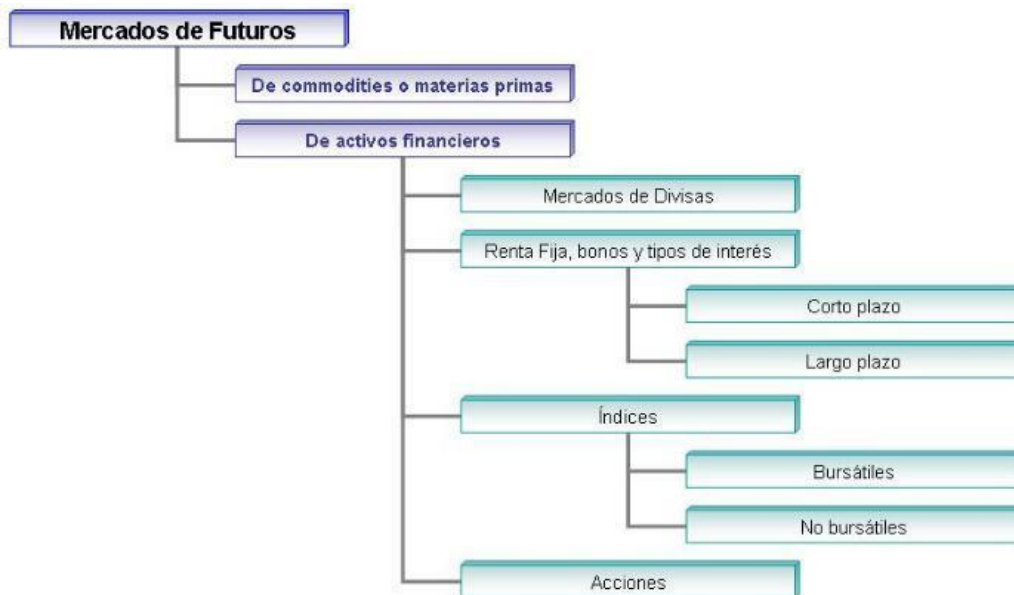 Mercados de Futuros
De commodities o materias primas
De activos financieros
Mercados de Divisas
Renta Fija, bonos y tipos de interés
Corto plazo
Largo plazo
Índices
Bursátiles
No bursátiles
Acciones